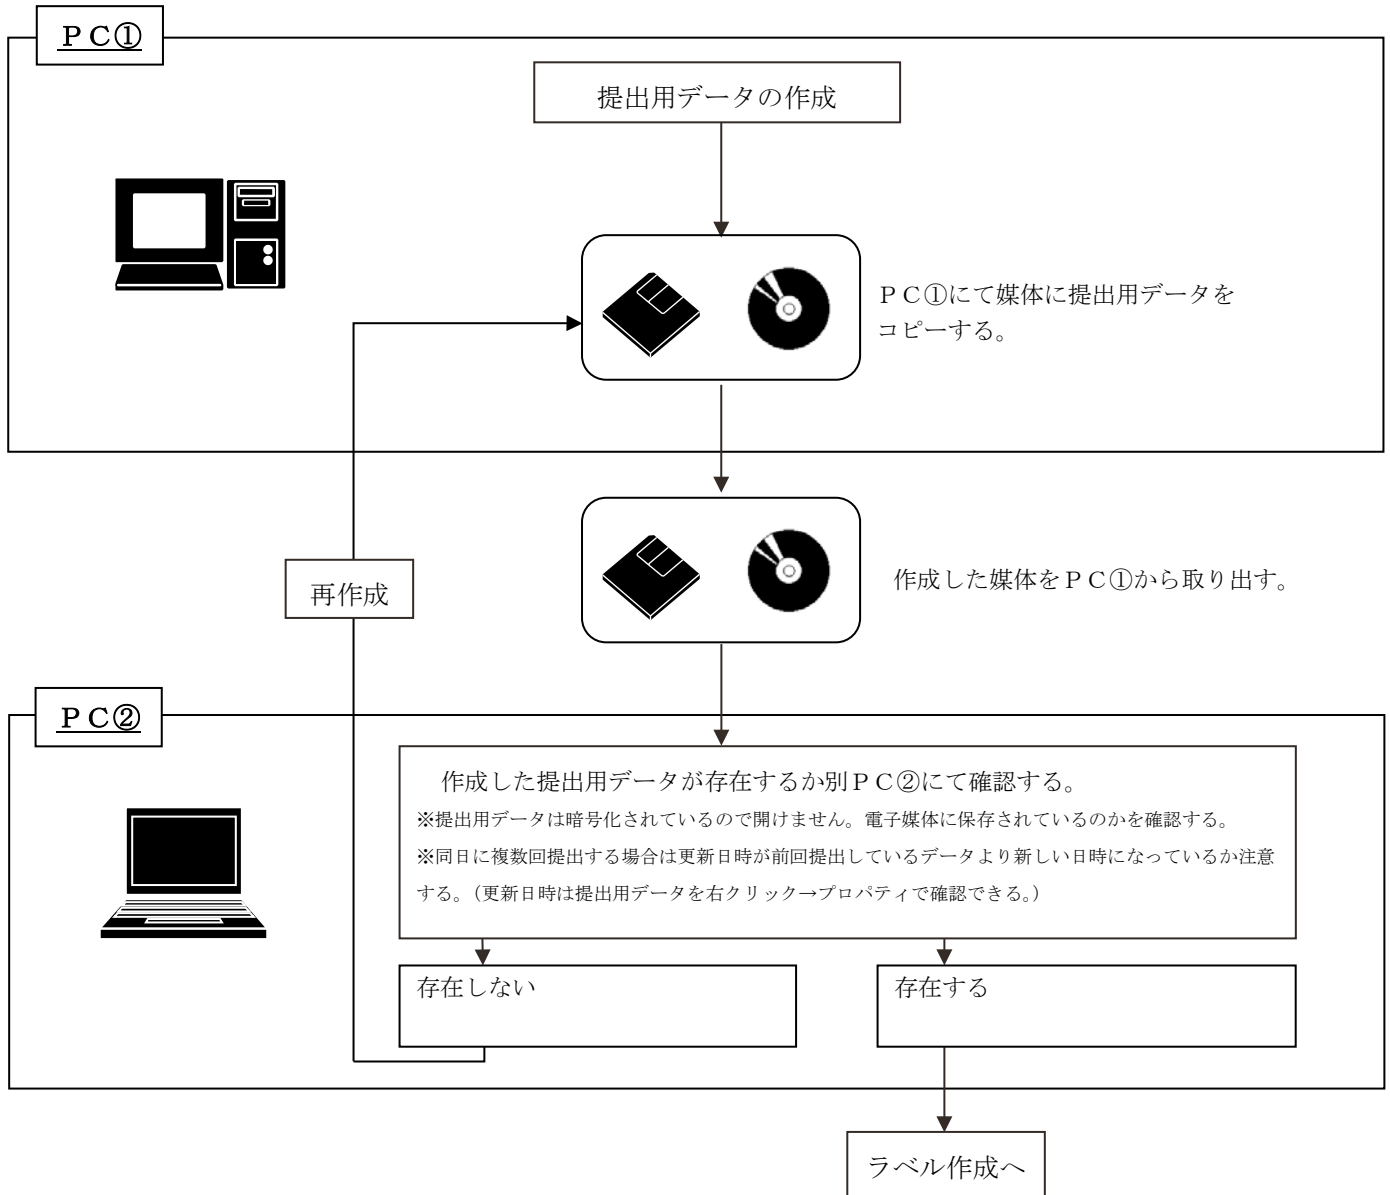 ＰＣ①
提出用データの作成
ＰＣ①にて媒体に提出用データを
コピーする。
作成した媒体をＰＣ①から取り出す。
再作成
ＰＣ②
作成した提出用データが存在するか別ＰＣ②にて確認する。
※提出用データは暗号化されているので開けません。電子媒体に保存されているのかを確認する。
※同日に複数回提出する場合は更新日時が前回提出しているデータより新しい日時になっているか注意
する。（更新日時は提出用データを右クリック→プロパティで確認できる。）
存在しない
存在する
ラベル作成へ